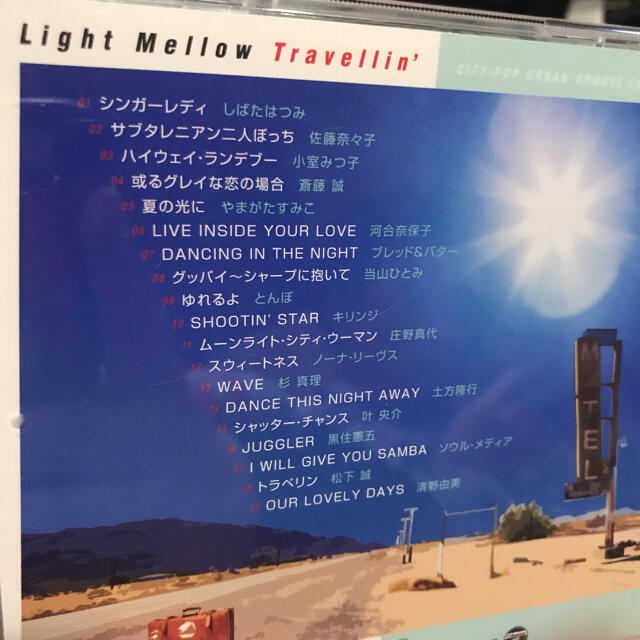 Light Mellow Travellin'
CITY-POP URBAN GROOVE
01 シンガーレディ しばたはつみ
02 サブタレニアン二人ぼっち 佐藤奈々子
03 ハイウェイ・ランデブー 小室みつ子
04 或るグレイな恋の場合 斎藤 誠
05 夏の光に やまがたすみこ
06 LIVE INSIDE YOUR LOVE 河合奈保子
07 DANCING IN THE NIGHT ブレッド&バター
08 グッバイ〜シャープに抱いて 当山ひとみ
09 ゆれるよ とんぼ
10 SHOOTIN' STAR キリンジ
11 ムーンライト・シティ・ウーマン 庄野真代
12 スウィートネス ノーナ・リーヴス
13 WAVE 杉 真理
14 DANCE THIS NIGHT AWAY 土方隆行
15 シャッター・チャンス 叶 央介
16 JUGGLER 黒住憲五
17 I WILL GIVE YOU SAMBA ソウル・メディア
18 トラベリン 松下 誠
19 OUR LOVELY DAYS 清野由美
M TEL